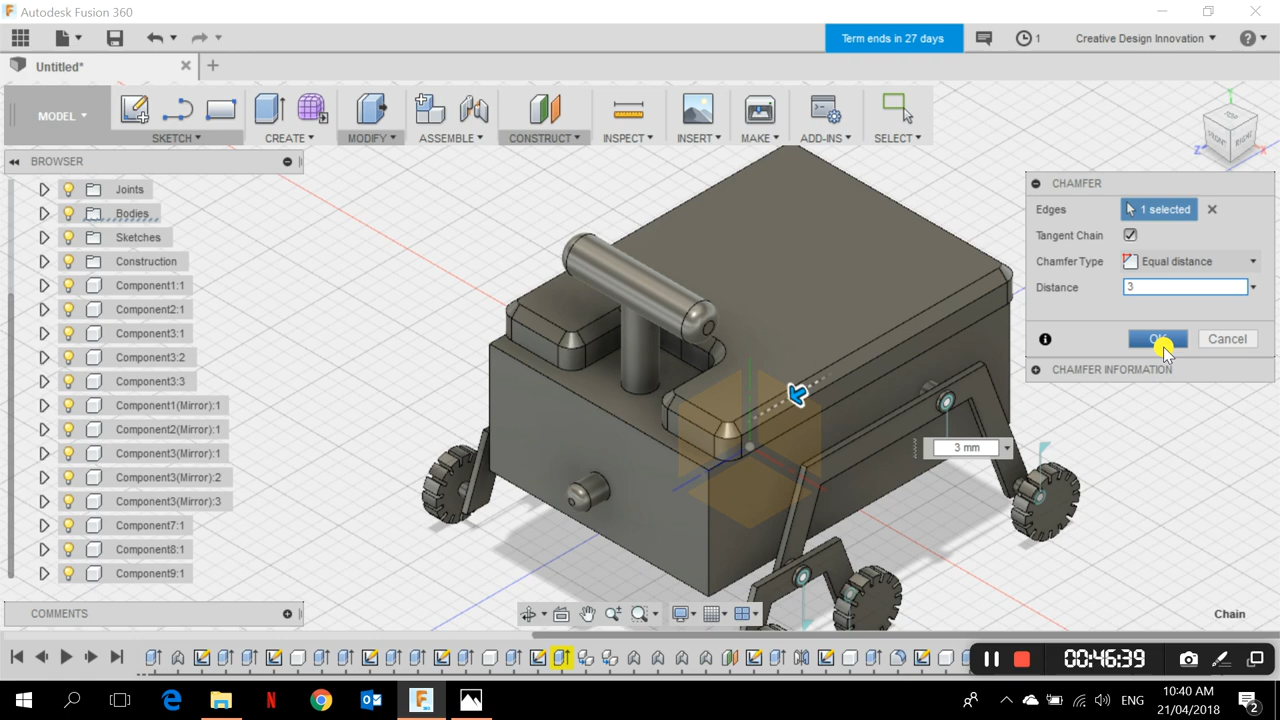 Autodesk Fusion 360
Term ends in 27 days
1
Creative Design Innovation
Untitled*
MODEL
SKETCH
CREATE
MODIFY
ASSEMBLE
CONSTRUCT
INSPECT
INSERT
MAKE
ADD-INS
SELECT
FRONT
Y
Z
X
BROWSER
Joints
Bodies
Sketches
Construction
Component1:1
Component2:1
Component3:1
Component3:2
Component3:3
Component1(Mirror):1
Component2(Mirror):1
Component3(Mirror):1
Component3(Mirror):2
Component3(Mirror):3
Component7:1
Component8:1
Component9:1
CHAMFER
Edges 1 selected
Tangent Chain
Chamfer Type Equal distance
Distance 3
OK Cancel
CHAMFER INFORMATION
3 mm
COMMENTS
Chain
00:46:39
ENG
10:40 AM
21/04/2018
2